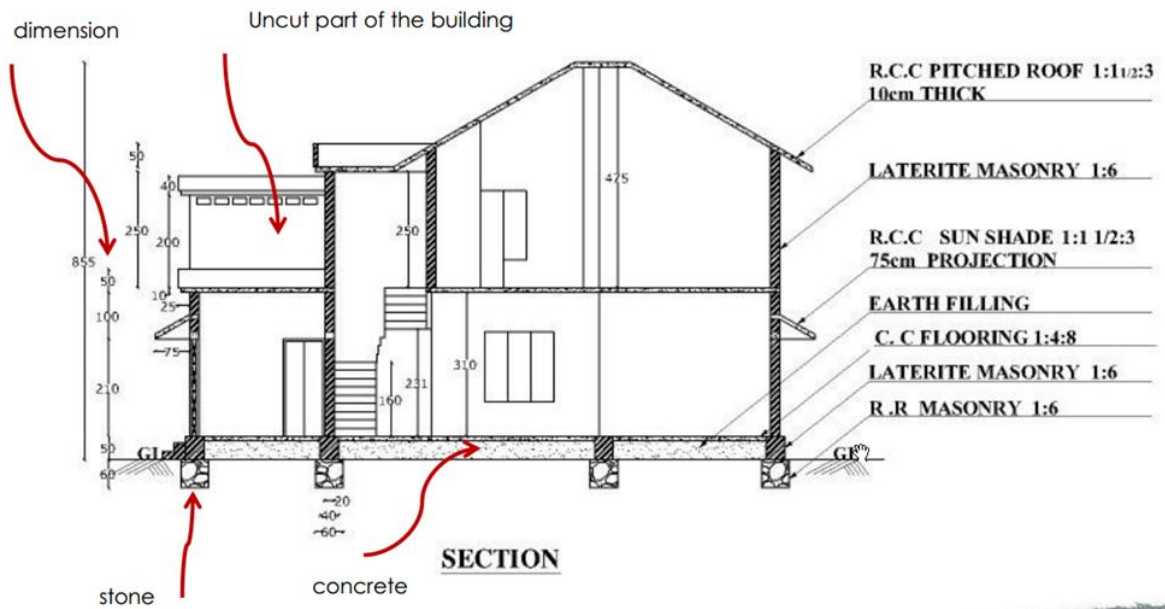 dimension
Uncut part of the building
R.C.C PITCHED ROOF 1:1 1/2:3
10cm THICK
LATERITE MASONRY 1:6
R.C.C SUN SHADE 1:1 1/2:3
75cm PROJECTION
EARTH FILLING
C. C FLOORING 1:4:8
LATERITE MASONRY 1:6
R .R MASONRY 1:6
50
40
250
200
855
50
10
25
100
75
210
50
60
250
475
310
231
160
GL
20
40
60
SECTION
concrete
stone